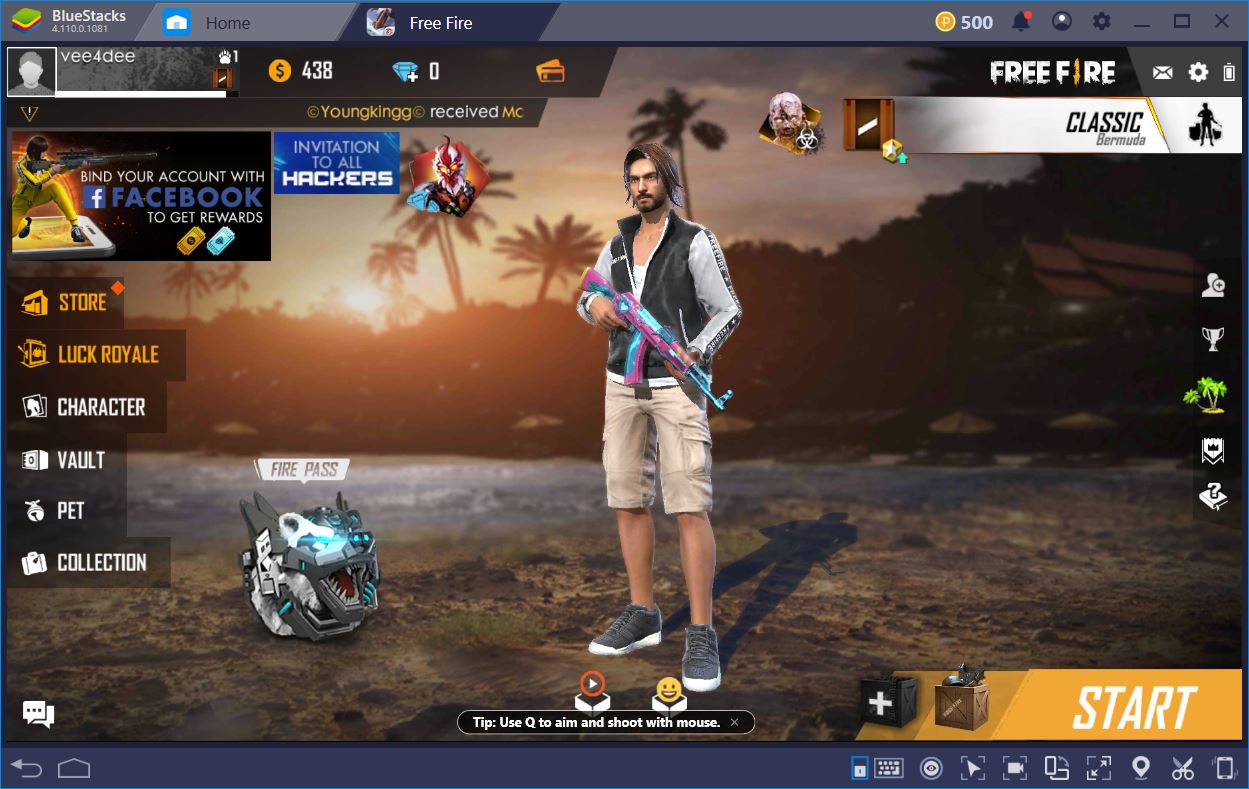 BlueStacks
4.110.0.1081
Home
Free Fire
500
vee4dee
1
438
0
FREE FIRE
©Youngkingg© received Mc
CLASSIC
Bermuda
BIND YOUR ACCOUNT WITH
FACEBOOK
TO GET REWARDS
INVITATION
TO ALL
HACKERS
STORE
LUCK ROYALE
CHARACTER
VAULT
PET
COLLECTION
FIRE PASS
FREEFIRE
START
Tip: Use Q to aim and shoot with mouse.